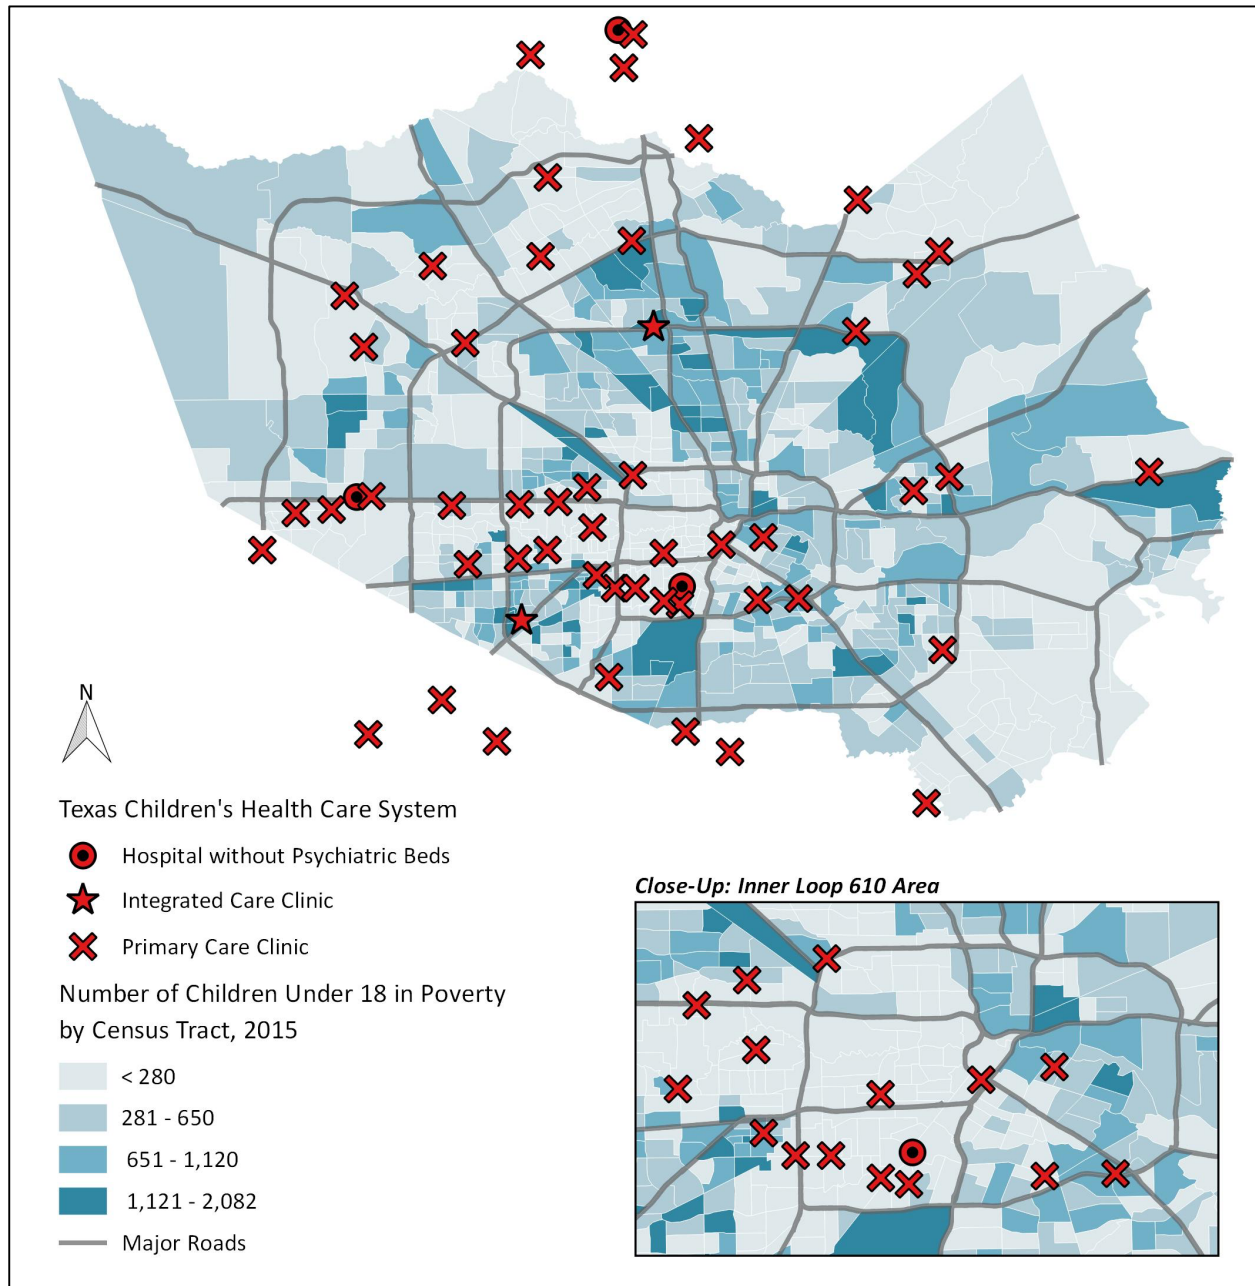 N
Texas Children's Health Care System
Hospital without Psychiatric Beds
Integrated Care Clinic
Primary Care Clinic
Number of Children Under 18 in Poverty
by Census Tract, 2015
< 280
281 - 650
651 - 1,120
1,121 - 2,082
Major Roads
Close-Up: Inner Loop 610 Area